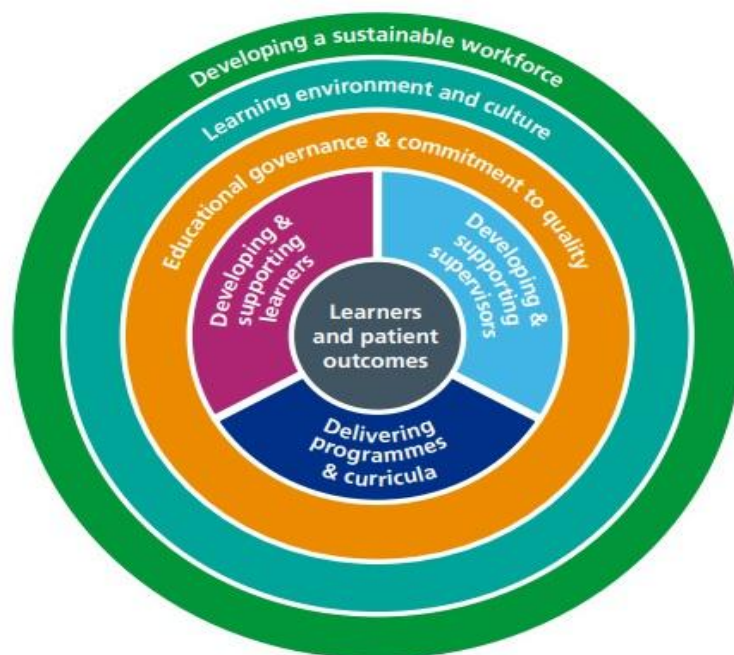 Developing a sustainable workforce
Learning environment and culture
Educational governance & commitment to quality
Developing &
supporting
learners
Developing &
supporting
supervisors
Learners
and patient
outcomes
Delivering
programmes
& curricula